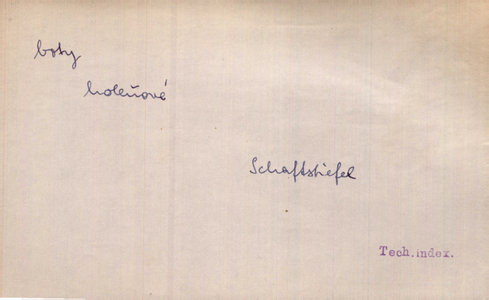 boty
holeňové
Schaftstiefel
Tech.index.